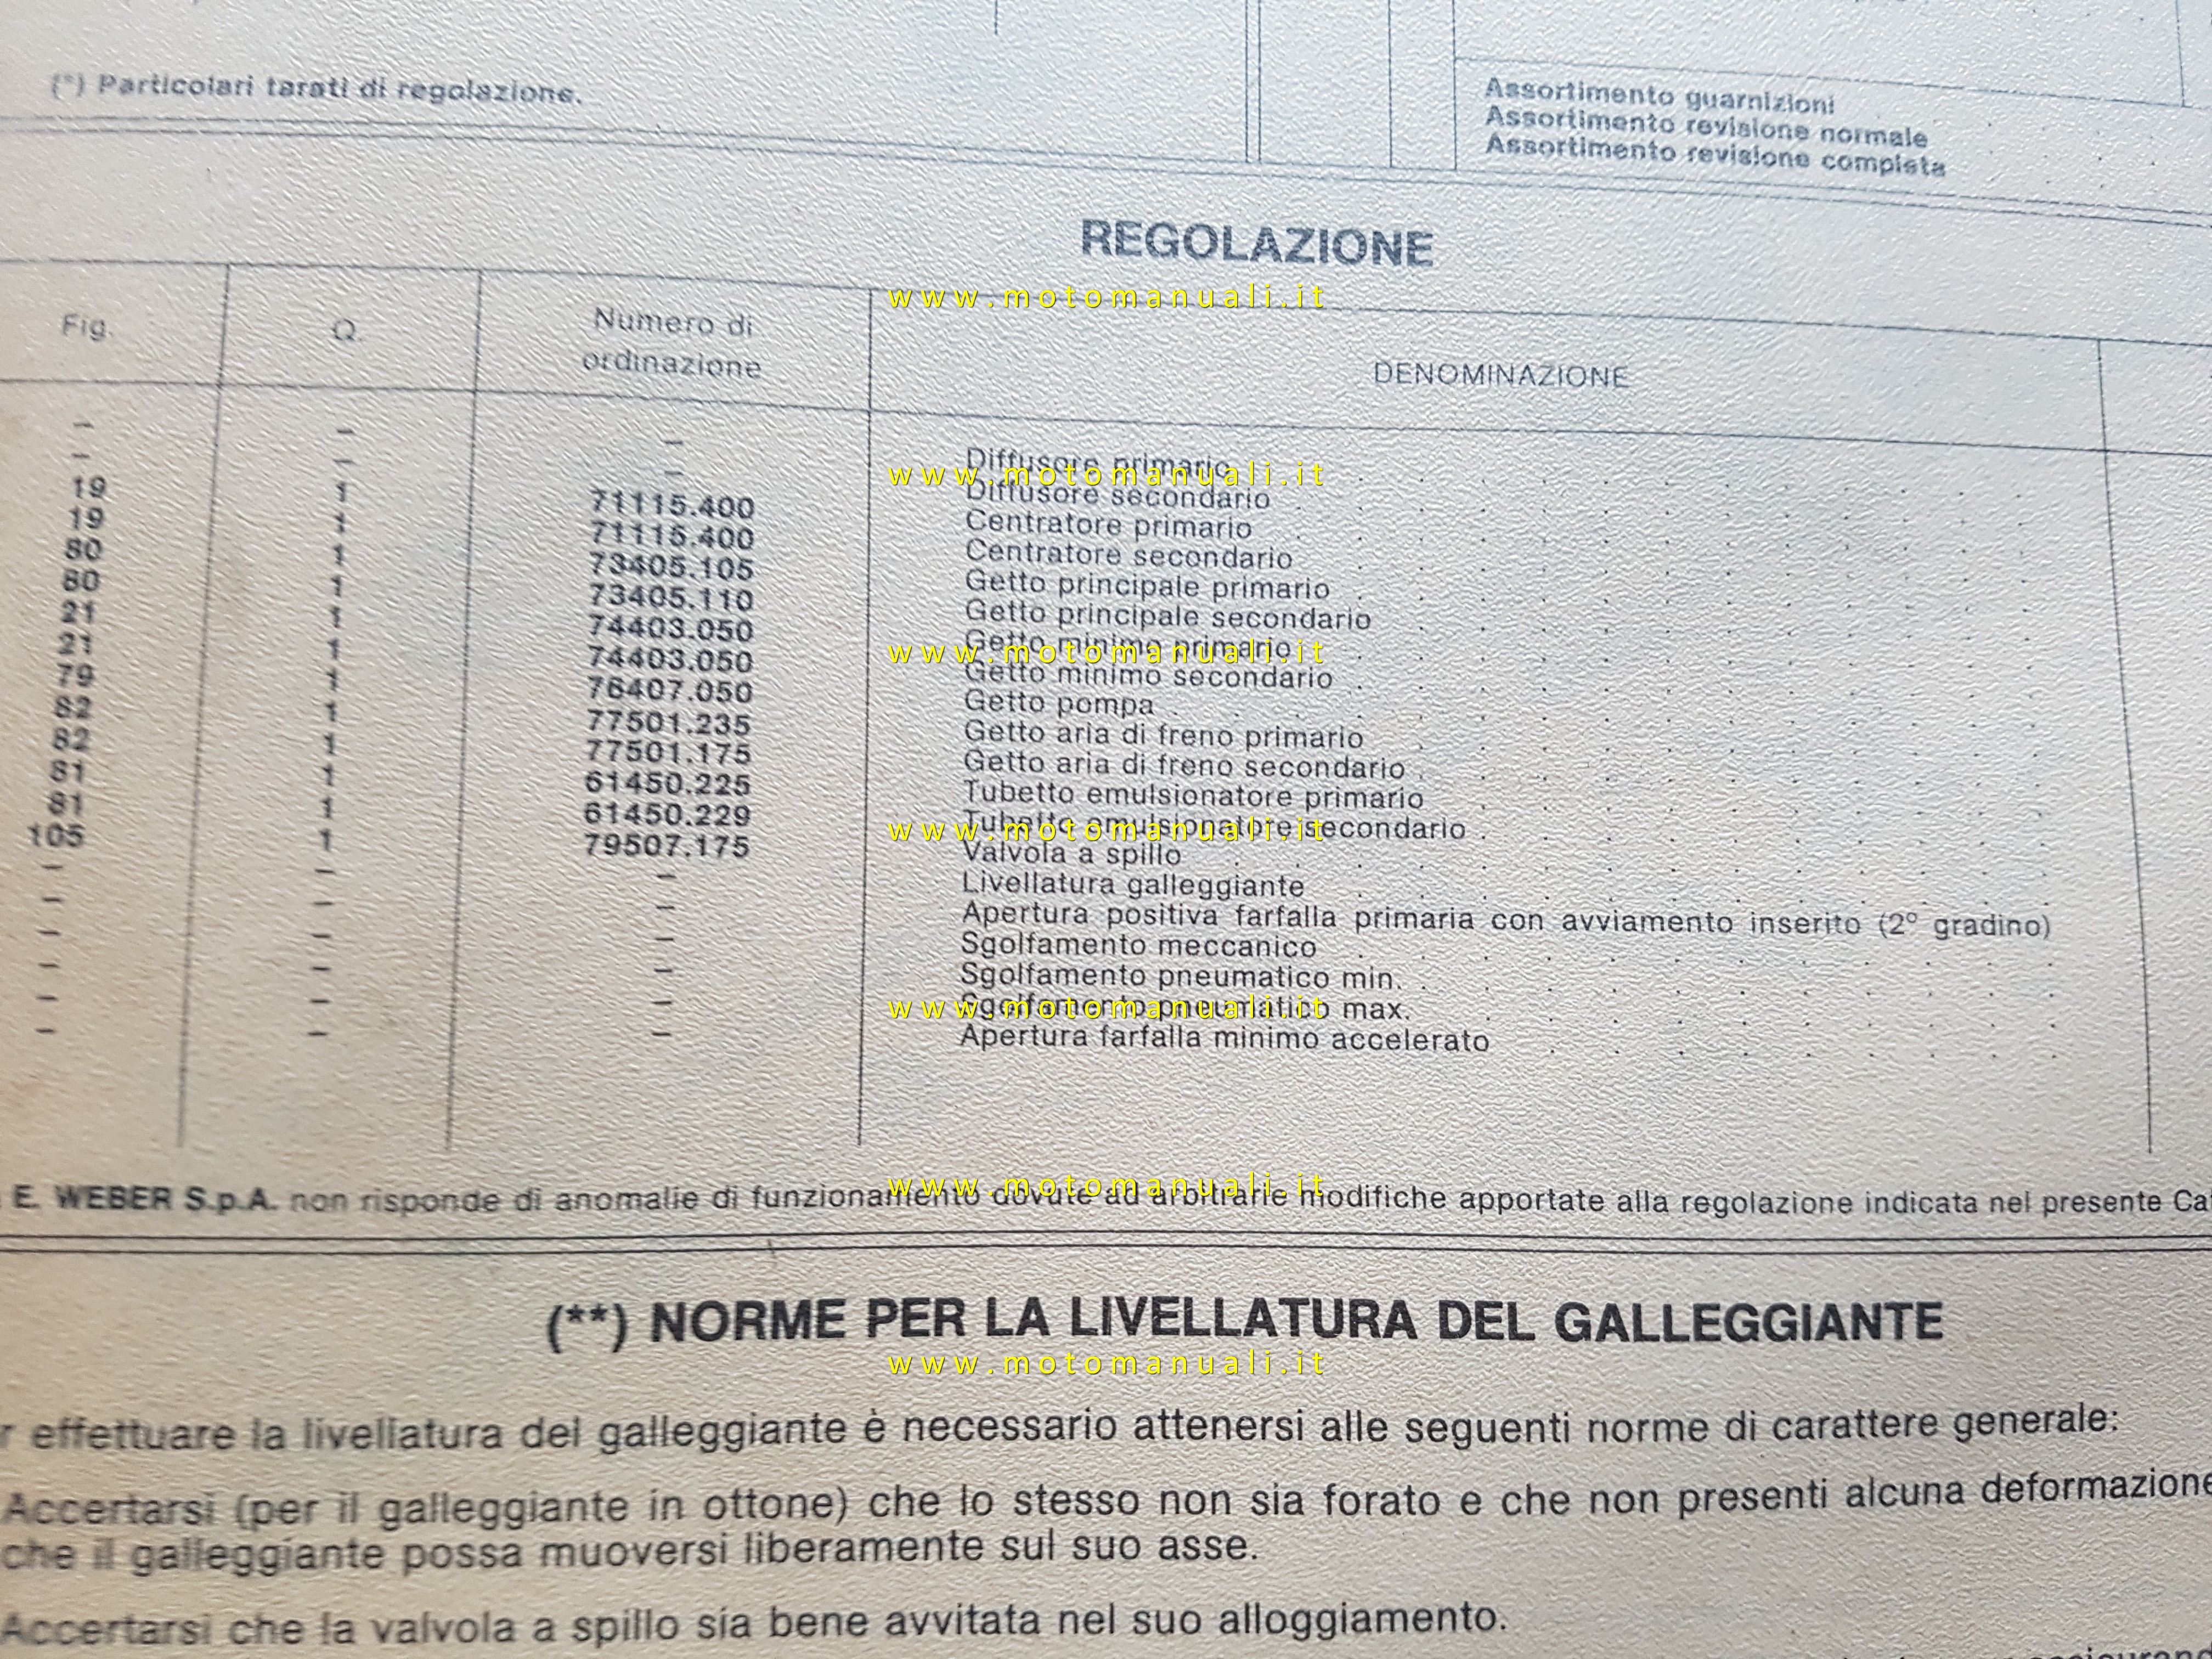 (*) Particolari tarati di regolazione.
Assortimento guarnizioni
Assortimento revisione normale
Assortimento revisione completa
REGOLAZIONE
www.motomanuali.it
Fig. Q. Numero di ordinazione DENOMINAZIONE
– – – Diffusore primario
www.motomanuali.it
– – – Diffusore secondario
19 1 71115.400 Centratore primario
19 1 71115.400 Centratore secondario
80 1 73405.105 Getto principale primario
80 1 73405.110 Getto principale secondario
21 1 74403.050 Getto minimo primario
www.motomanuali.it
21 1 74403.050 Getto minimo secondario
79 1 76407.050 Getto pompa
82 1 77501.235 Getto aria di freno primario
82 1 77501.175 Getto aria di freno secondario
81 1 61450.225 Tubetto emulsionatore primario
81 1 61450.229 Tubetto emulsionatore secondario
www.motomanuali.it
105 1 79507.175 Valvola a spillo
– – – Livellatura galleggiante
– – – Apertura positiva farfalla primaria con avviamento inserito (2° gradino)
– – – Sgolfamento meccanico
– – – Sgolfamento pneumatico min.
– – – Sgolfamento pneumatico max.
www.motomanuali.it
– – – Apertura farfalla minimo accelerato
E. WEBER S.p.A. non risponde di anomalie di funzionamento dovute ad arbitrarie modifiche apportate alla regolazione indicata nel presente Ca
www.motomanuali.it
(**) NORME PER LA LIVELLATURA DEL GALLEGGIANTE
www.motomanuali.it
r effettuare la livellatura del galleggiante è necessario attenersi alle seguenti norme di carattere generale:
Accertarsi (per il galleggiante in ottone) che lo stesso non sia forato e che non presenti alcuna deformazione
che il galleggiante possa muoversi liberamente sul suo asse.
Accertarsi che la valvola a spillo sia bene avvitata nel suo alloggiamento.